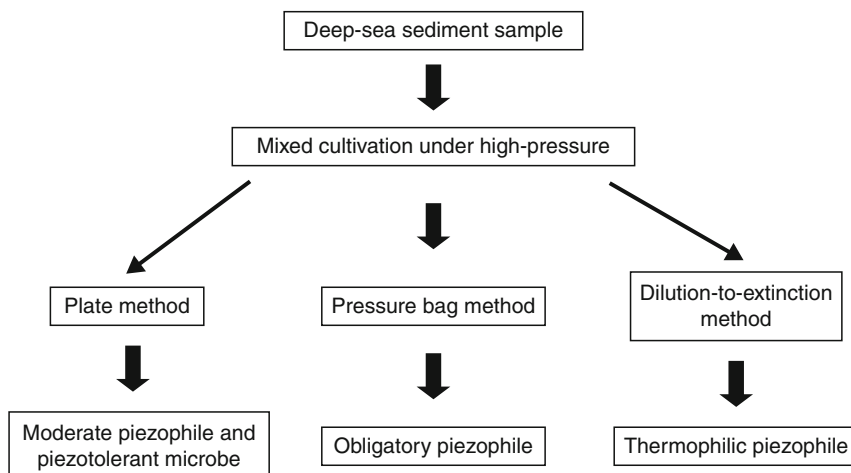 Deep-sea sediment sample
Mixed cultivation under high-pressure
Plate method
Pressure bag method
Dilution-to-extinction
method
Moderate piezophile and
piezotolerant microbe
Obligatory piezophile
Thermophilic piezophile